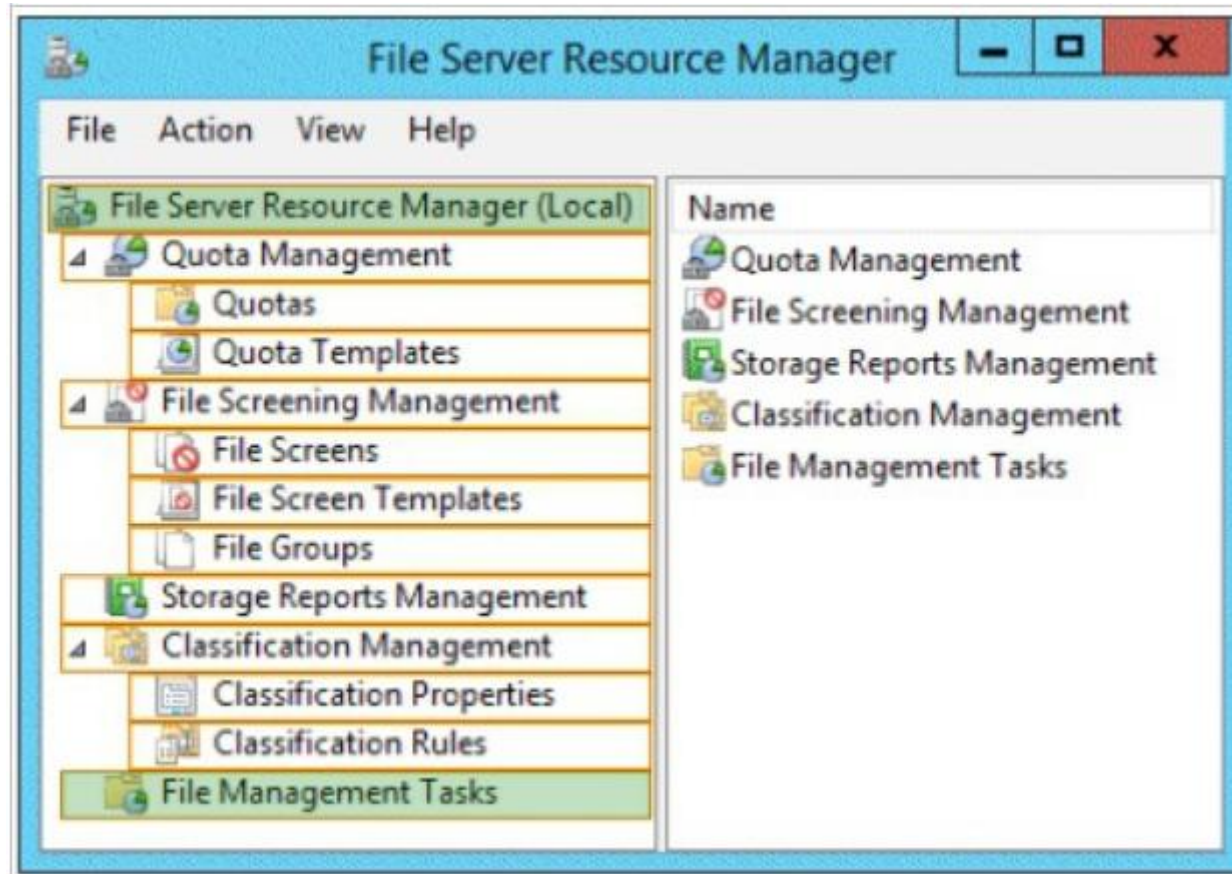 File Server Resource Manager
File Action View Help
File Server Resource Manager (Local)
Quota Management
Quotas
Quota Templates
File Screening Management
File Screens
File Screen Templates
File Groups
Storage Reports Management
Classification Management
Classification Properties
Classification Rules
File Management Tasks
Name
Quota Management
File Screening Management
Storage Reports Management
Classification Management
File Management Tasks